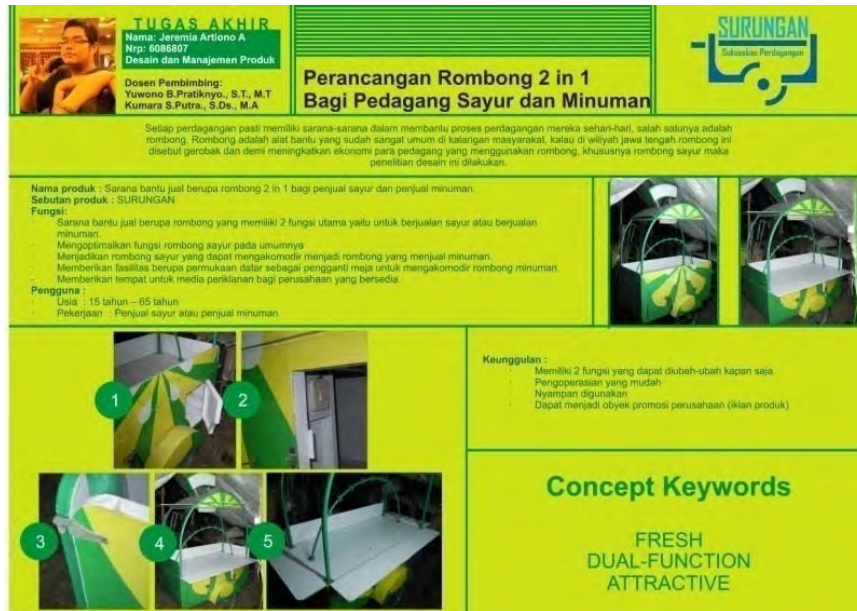 TUGAS AKHIR
Nama: Jeremia Artiono A
Nrp: 6086807
Desain dan Manajemen Produk
Dosen Pembimbing:
Yuwono B.Pratiknyo., S.T., M.T
Kumara S.Putra., S.Ds., M.A
Perancangan Rombong 2 in 1
Bagi Pedagang Sayur dan Minuman
SURUNGAN
Sukseskan Perdagangan
Setiap perdagangan pasti memiliki sarana-sarana dalam membantu proses perdagangan mereka sehari-hari, salah satunya adalah
rombong. Rombong adalah alat bantu yang sudah sangat umum di kalangan masyarakat, kalau di wiliyah jawa tengah rombong ini
disebut gerobak dan demi meningkatkan ekonomi para pedagang yang menggunakan rombong, khususnya rombong sayur maka
penelitian desain ini dilakukan.
Nama produk : Sarana bantu jual berupa rombong 2 in 1 bagi penjual sayur dan penjual minuman.
Sebutan produk : SURUNGAN
Fungsi:
· Sarana bantu jual berupa rombong yang memiliki 2 fungsi utama yaitu untuk berjualan sayur atau berjualan
minuman.
· Mengoptimalkan fungsi rombong sayur pada umumnya
· Menjadikan rombong sayur yang dapat mengakomodir menjadi rombong yang menjual minuman.
· Memberikan fasilitas berupa permukaan datar sebagai pengganti meja untuk mengakomodir rombong minuman.
· Memberikan tempat untuk media periklanan bagi perusahaan yang bersedia.
Pengguna :
· Usia : 15 tahun – 65 tahun
· Pekerjaan : Penjual sayur atau penjual minuman
1
2
3
4
5
Keunggulan :
· Memiliki 2 fungsi yang dapat diubah-ubah kapan saja
· Pengoperasian yang mudah
· Nyampan digunakan
· Dapat menjadi obyek promosi perusahaan (iklan produk)
Concept Keywords
FRESH
DUAL-FUNCTION
ATTRACTIVE